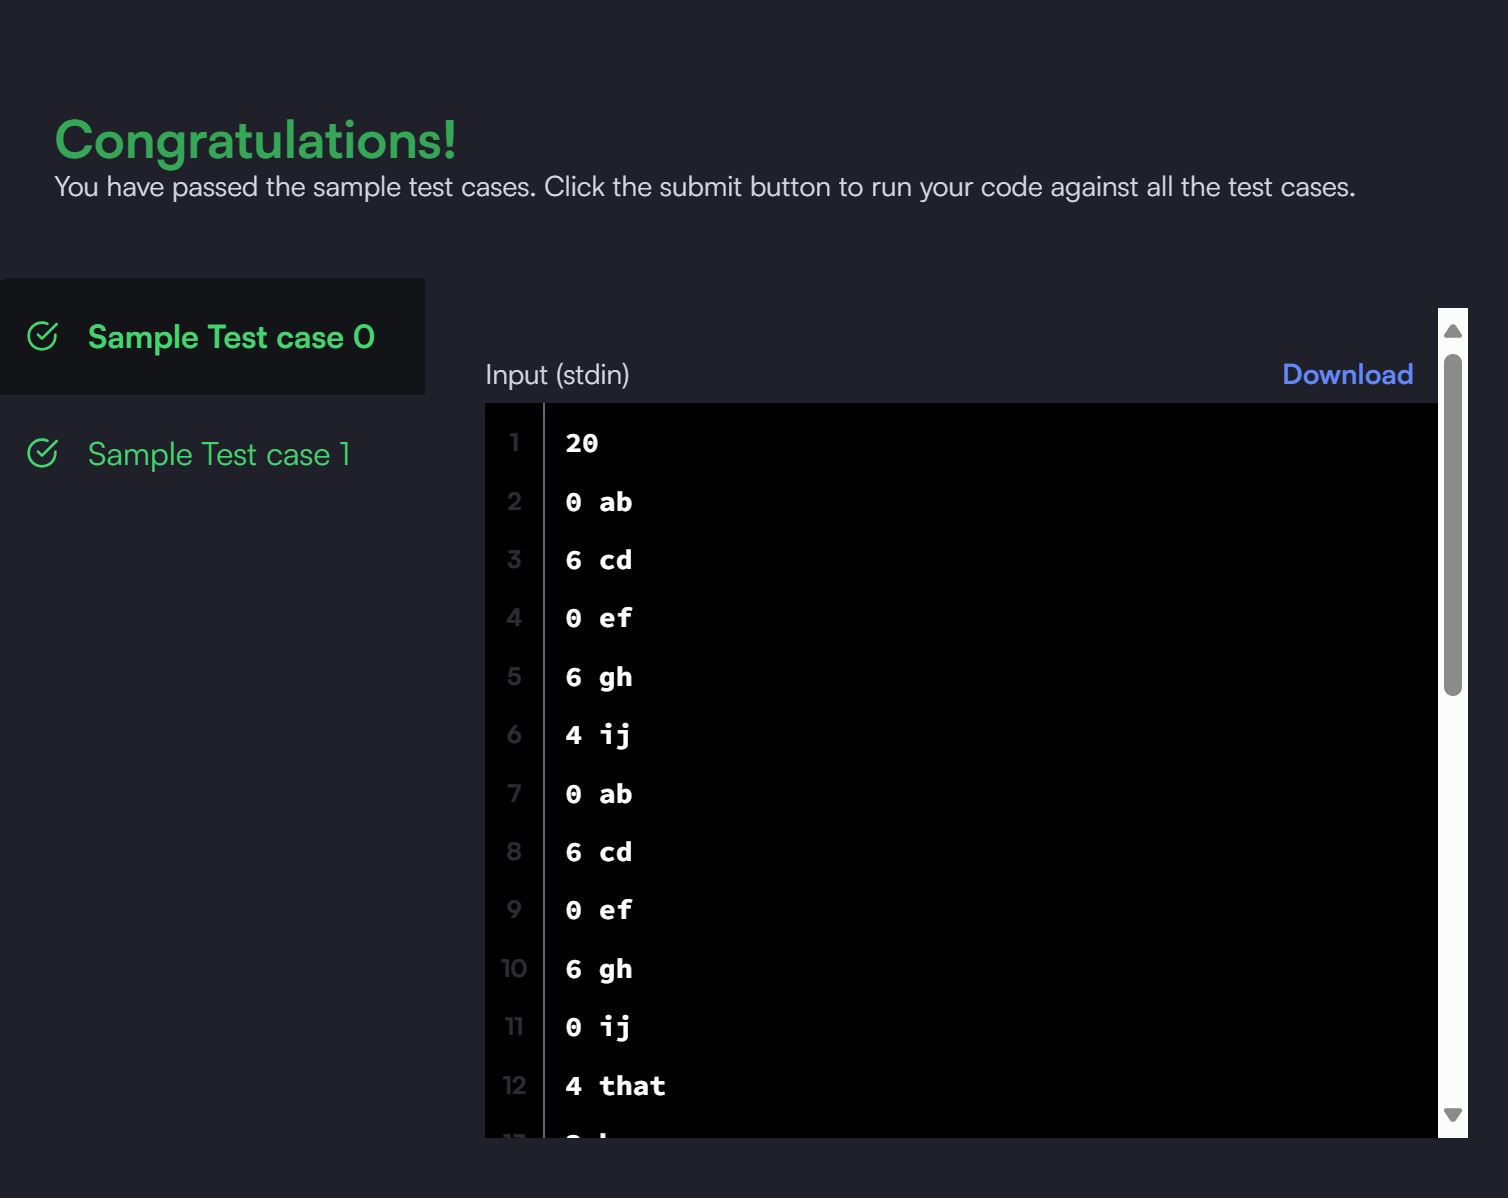 Congratulations!
You have passed the sample test cases. Click the submit button to run your code against all the test cases.
Sample Test case 0
Sample Test case 1
Input (stdin)
Download
1 20
2 0 ab
3 6 cd
4 0 ef
5 6 gh
6 4 ij
7 0 ab
8 6 cd
9 0 ef
10 6 gh
11 0 ij
12 4 that